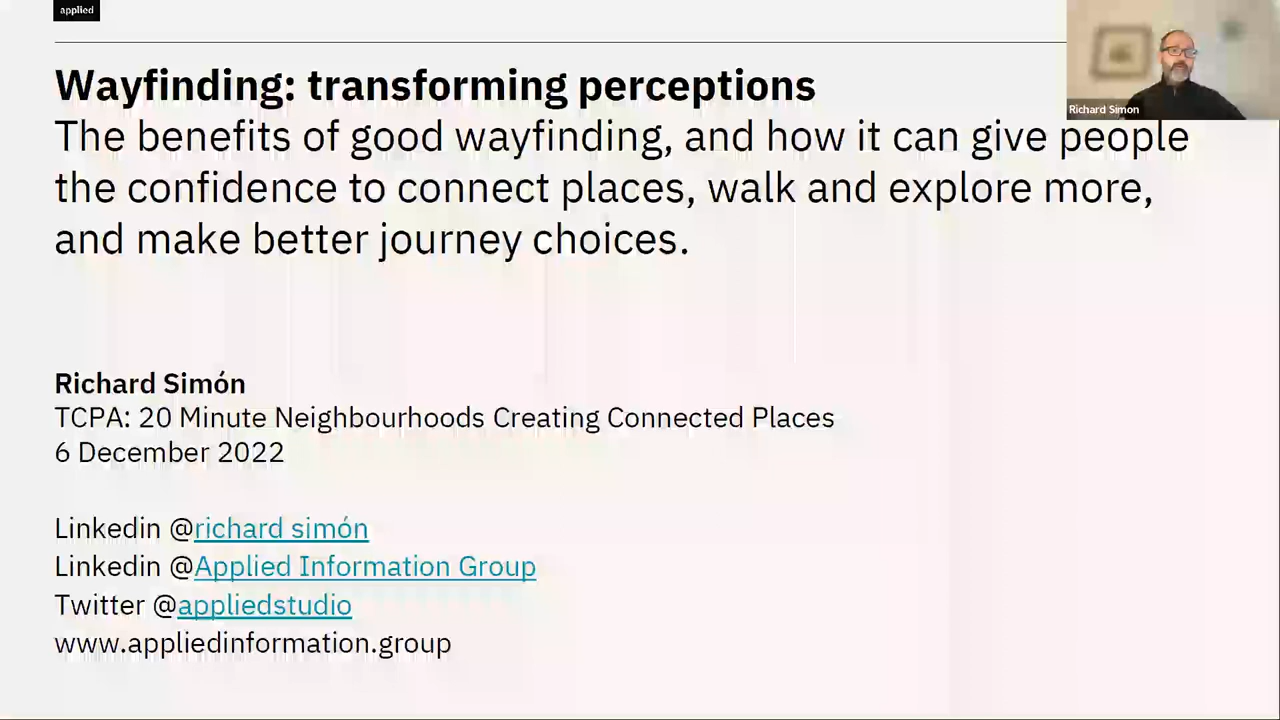 applied
Wayfinding: transforming perceptions
The benefits of good wayfinding, and how it can give people
the confidence to connect places, walk and explore more,
and make better journey choices.
Richard Simon
Richard Simón
TCPA: 20 Minute Neighbourhoods Creating Connected Places
6 December 2022
Linkedin @richard simón
Linkedin @Applied Information Group
Twitter @appliedstudio
www.appliedinformation.group